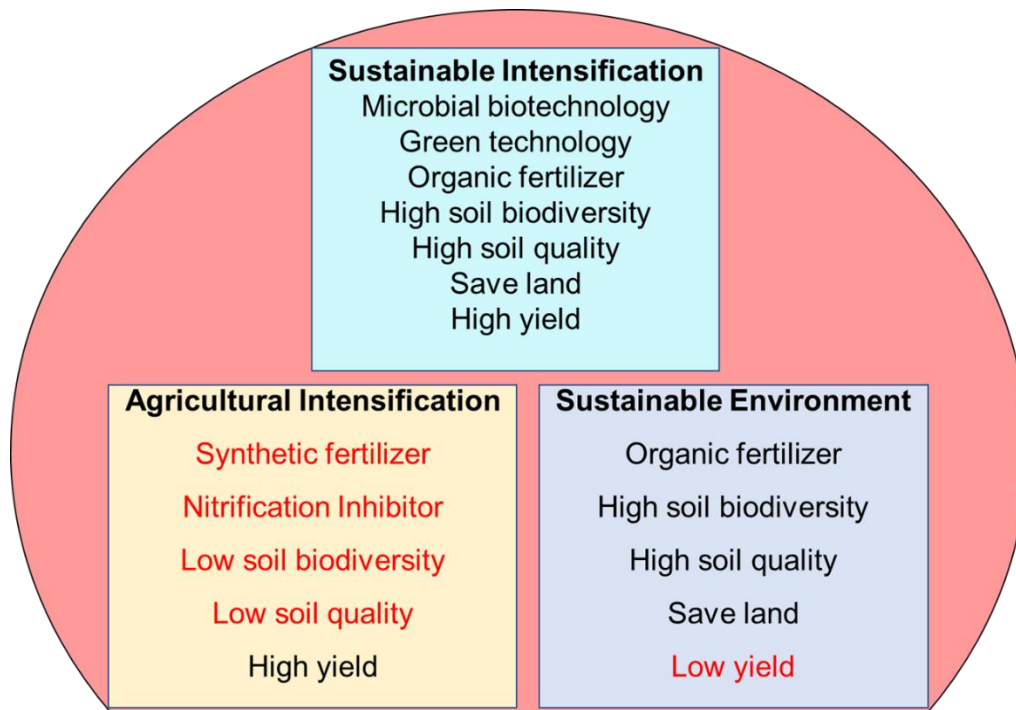 Sustainable Intensification
Microbial biotechnology
Green technology
Organic fertilizer
High soil biodiversity
High soil quality
Save land
High yield
Agricultural Intensification
Synthetic fertilizer
Nitrification Inhibitor
Low soil biodiversity
Low soil quality
High yield
Sustainable Environment
Organic fertilizer
High soil biodiversity
High soil quality
Save land
Low yield